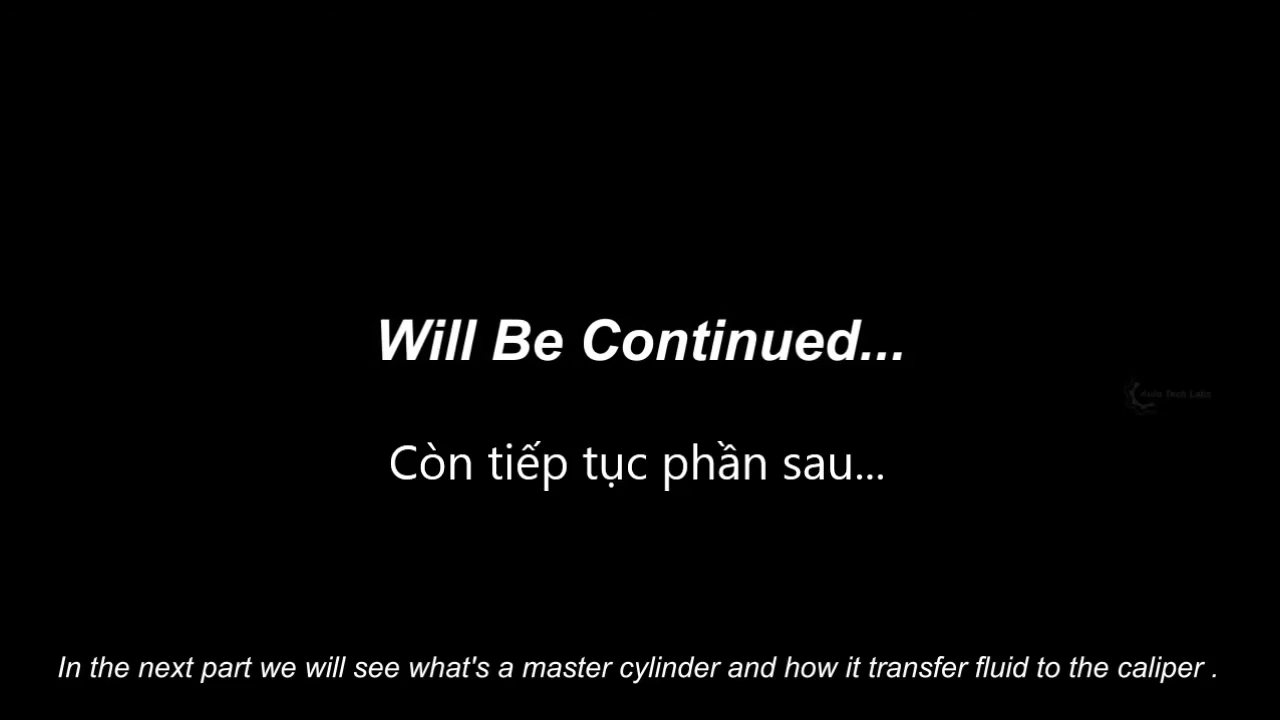 Will Be Continued...
Còn tiếp tục phần sau...
In the next part we will see what's a master cylinder and how it transfer fluid to the caliper .